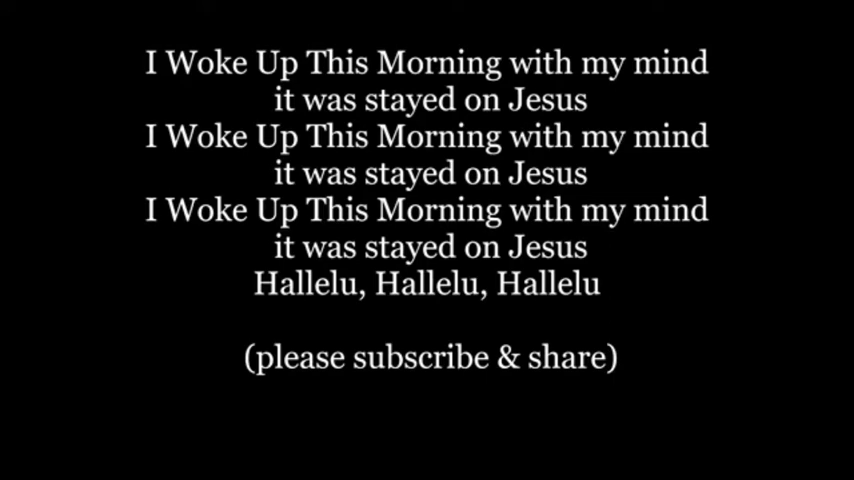 I Woke Up This Morning with my mind
it was stayed on Jesus
I Woke Up This Morning with my mind
it was stayed on Jesus
I Woke Up This Morning with my mind
it was stayed on Jesus
Hallelu, Hallelu, Hallelu
(please subscribe & share)